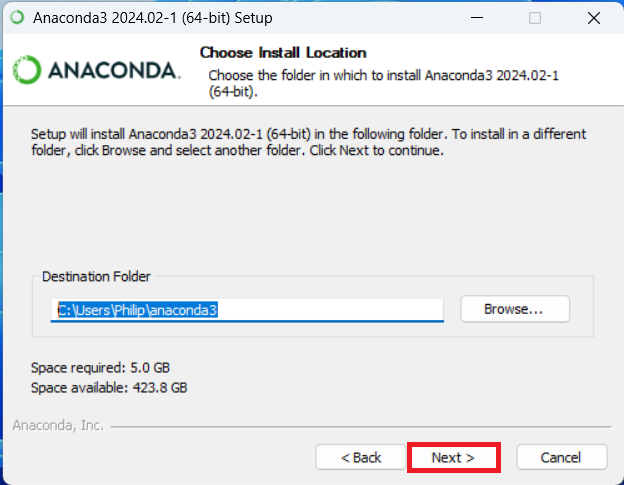 Anaconda3 2024.02-1 (64-bit) Setup
ANACONDA.
Choose Install Location
Choose the folder in which to install Anaconda3 2024.02-1
(64-bit).
Setup will install Anaconda3 2024.02-1 (64-bit) in the following folder. To install in a different
folder, click Browse and select another folder. Click Next to continue.
Destination Folder
C:\Users\Philip\anaconda3
Browse...
Space required: 5.0 GB
Space available: 423.8 GB
Anaconda, Inc.
< Back
Next >
Cancel